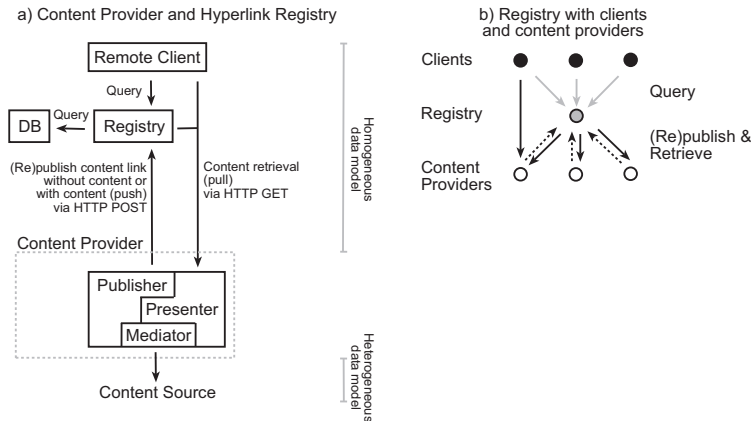 a) Content Provider and Hyperlink Registry
Remote Client
Query
Query
DB
Registry
(Re)publish content link
without content or
with content (push)
via HTTP POST
Content retrieval
(pull)
via HTTP GET
Content Provider
Publisher
Presenter
Mediator
Content Source
Homogeneous
data model
Heterogeneous
data model
b) Registry with clients
and content providers
Clients
Query
Registry
(Re)publish &
Retrieve
Content
Providers